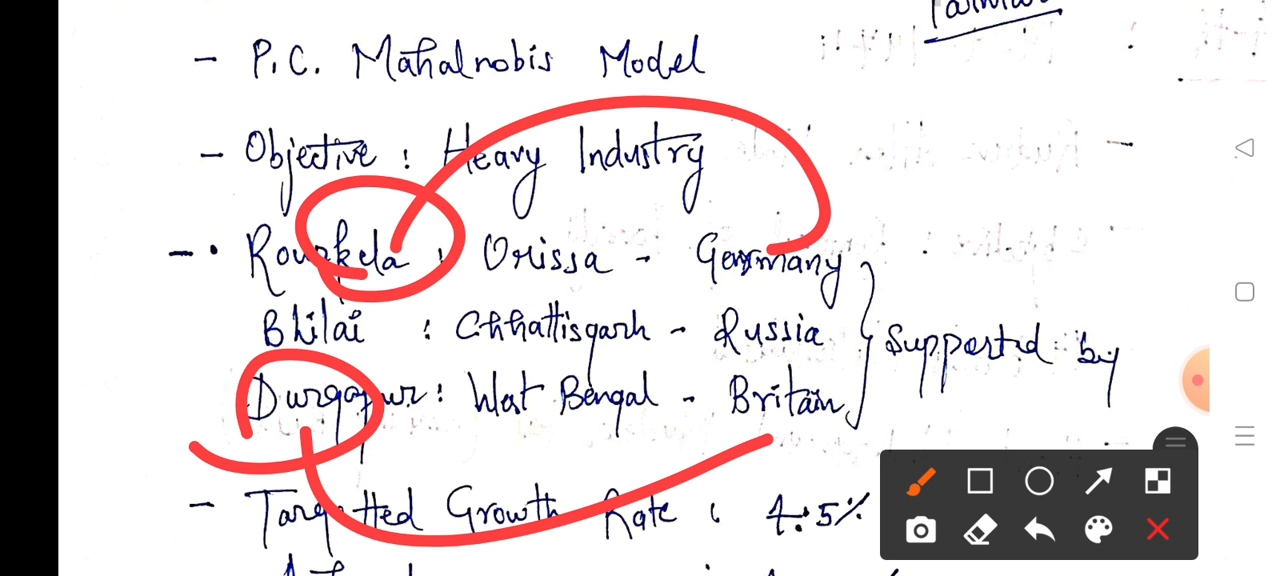 - P.C. Mahalnobis Model
- Objective : Heavy Industry
- • Rourkela : Orissa - Germany
Bhilai : Chhattisgarh - Russia
Durgapur : West Bengal - Britain } Supported by
- Targetted Growth Rate : 4.5%